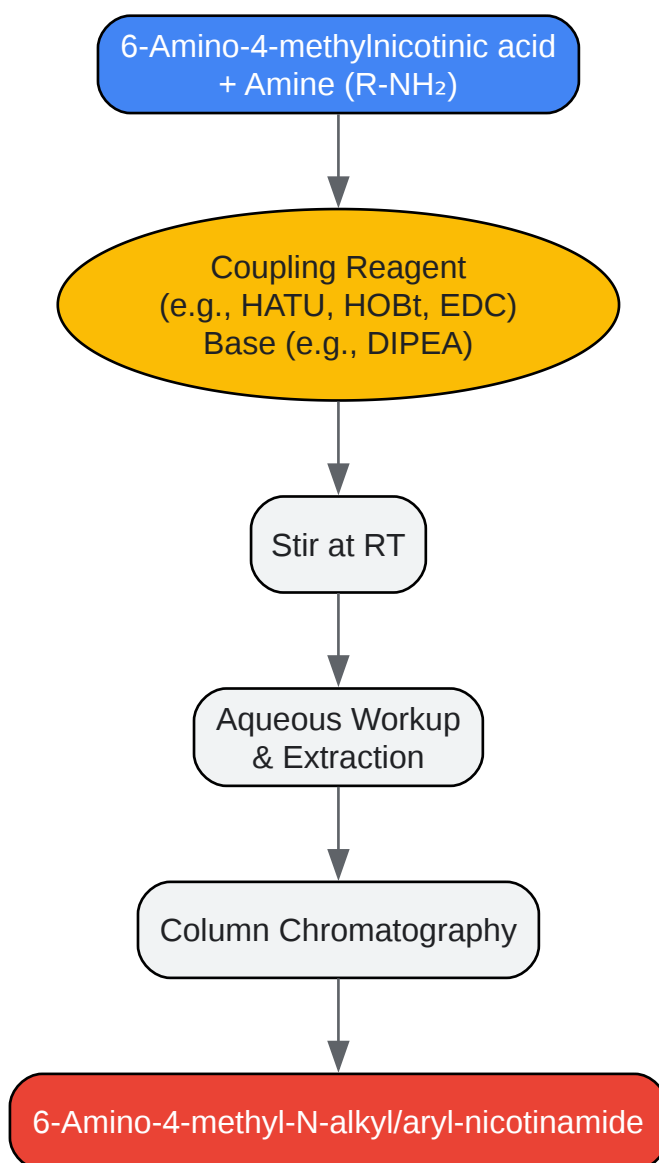 6-Amino-4-methylnicotinic acid
+ Amine (R-NH₂)
Coupling Reagent
(e.g., HATU, HOBt, EDC)
Base (e.g., DIPEA)
Stir at RT
Aqueous Workup
& Extraction
Column Chromatography
6-Amino-4-methyl-N-alkyl/aryl-nicotinamide